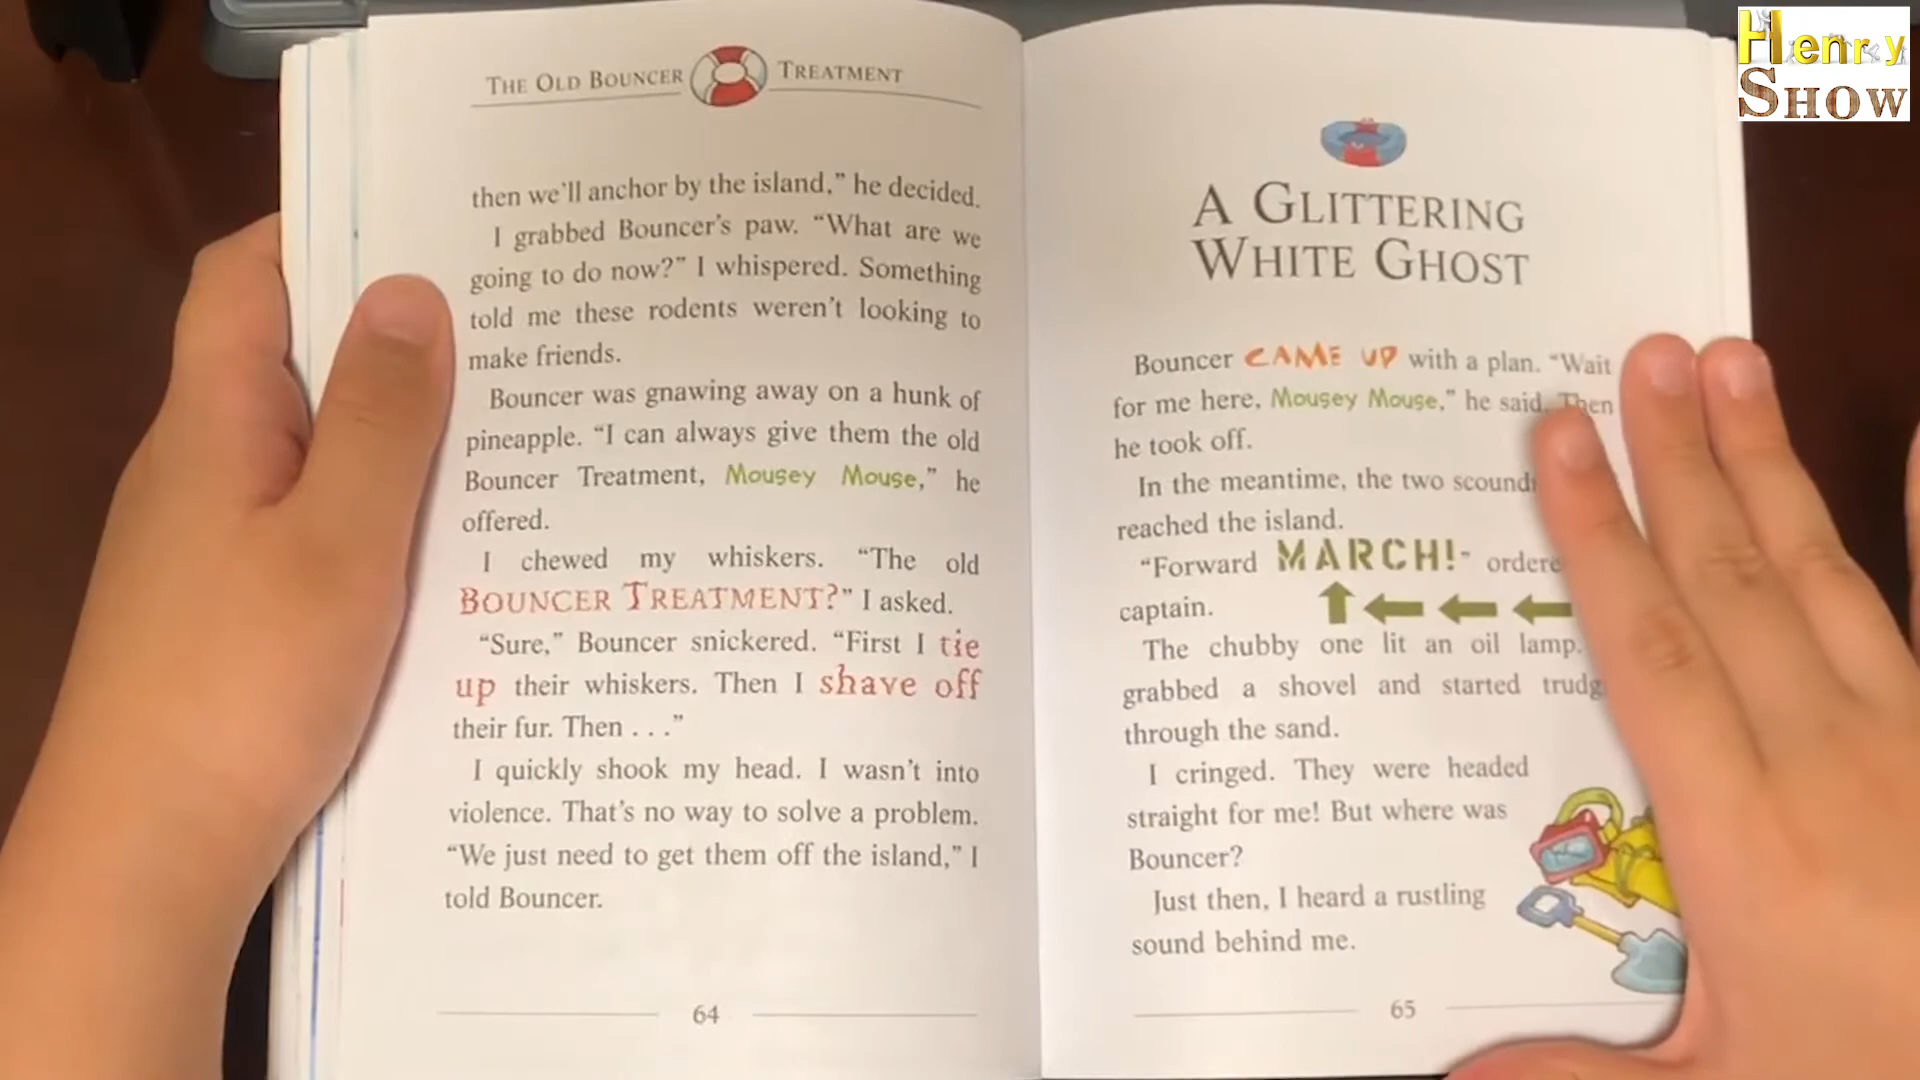 THE OLD BOUNCER TREATMENT
then we'll anchor by the island,” he decided.
I grabbed Bouncer's paw. “What are we
going to do now?” I whispered. Something
told me these rodents weren't looking to
make friends.
Bouncer was gnawing away on a hunk of
pineapple. “I can always give them the old
Bouncer Treatment, Mousey Mouse,” he
offered.
I chewed my whiskers. “The old
BOUNCER TREATMENT?” I asked.
“Sure,” Bouncer snickered. “First I tie
up their whiskers. Then I shave off
their fur. Then . . .”
I quickly shook my head. I wasn't into
violence. That's no way to solve a problem.
“We just need to get them off the island,” I
told Bouncer.
64
A GLITTERING
WHITE GHOST
Bouncer CAME UP with a plan. “Wait
for me here, Mousey Mouse,” he said. Then
he took off.
In the meantime, the two
reached the island.
“Forward MARCH!”
captain.
The chubby one lit an oil lamp.
grabbed a shovel and started
through the sand.
I cringed. They were headed
straight for me! But where was
Bouncer?
Just then, I heard a rustling
sound behind me.
65
Henry
SHOW